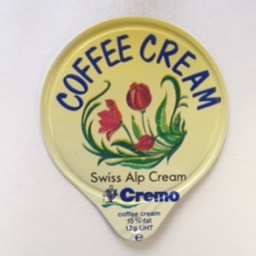 COFFEE CREAM
Swiss Alp Cream
Cremo
coffee cream
15% fat
12g UHT
e